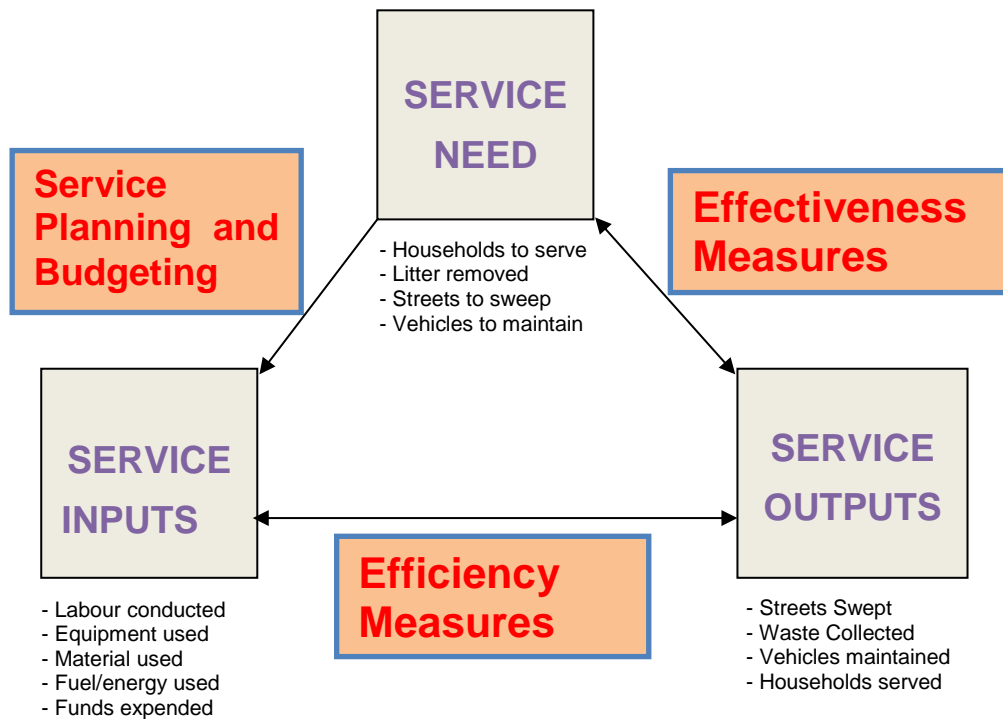 SERVICE
NEED
Service
Planning and
Budgeting
Effectiveness
Measures
- Households to serve
- Litter removed
- Streets to sweep
- Vehicles to maintain
SERVICE
INPUTS
SERVICE
OUTPUTS
Efficiency
Measures
- Labour conducted
- Equipment used
- Material used
- Fuel/energy used
- Funds expended
- Streets Swept
- Waste Collected
- Vehicles maintained
- Households served